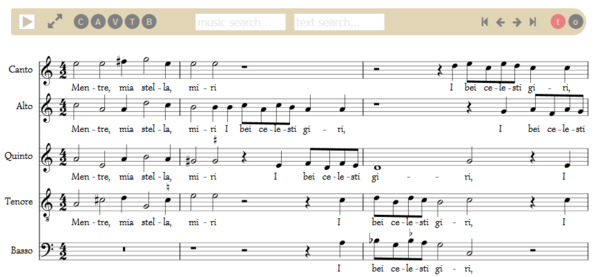 C A V T B music search... text search... t o
Canto
Men - tre, mia stel - la, mi - ri I bei ce - le - sti gi - ri,
Alto
Men - tre, mia stel - la, mi - ri I bei ce - le - sti gi - ri, I bei ce - le - sti
Quinto
Men - tre, mia stel - la, mi - ri I bei ce - le - sti gi - ri, I
Tenore
Men - tre, mia stel - la, mi - ri I bei ce - le - sti gi - ri, I
Basso
I bei ce - le - sti gi - ri,